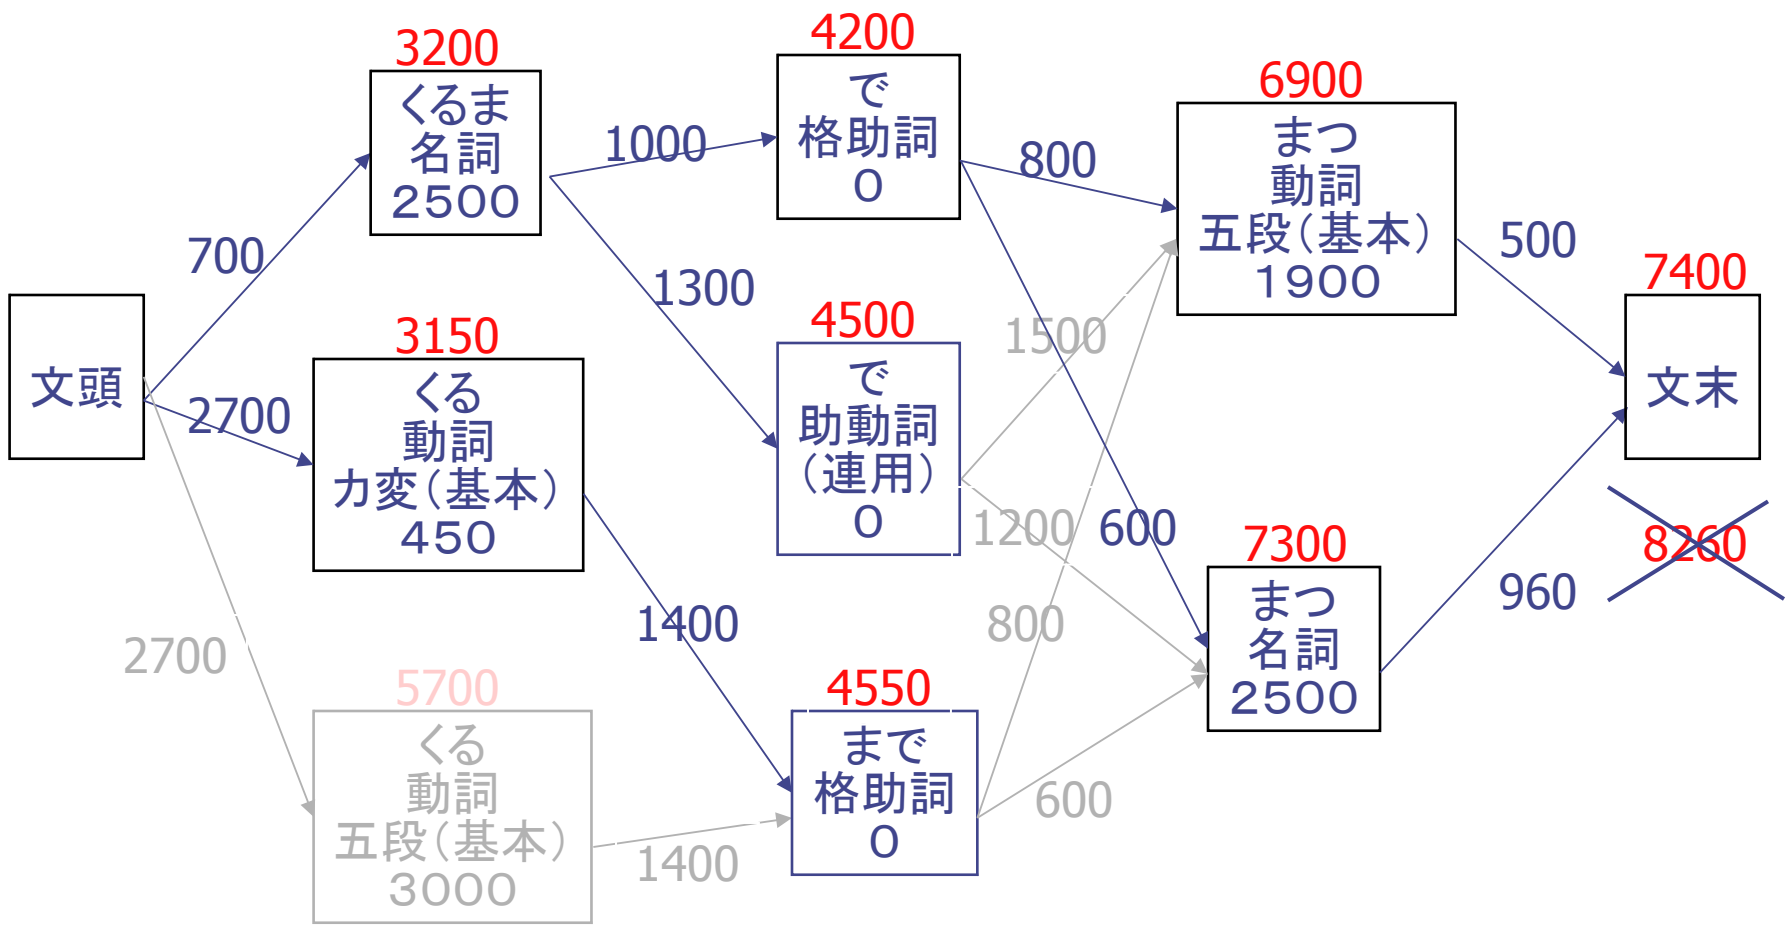 文頭
700
2700
2700
3200
くるま
名詞
2500
3150
くる
動詞
カ変(基本)
450
5700
くる
動詞
五段(基本)
3000
1000
1300
1400
1400
4200
で
格助詞
0
4500
で
助動詞
(連用)
0
4550
まで
格助詞
0
800
1500
1200
600
800
600
6900
まつ
動詞
五段(基本)
1900
7300
まつ
名詞
2500
500
960
7400
文末
8260